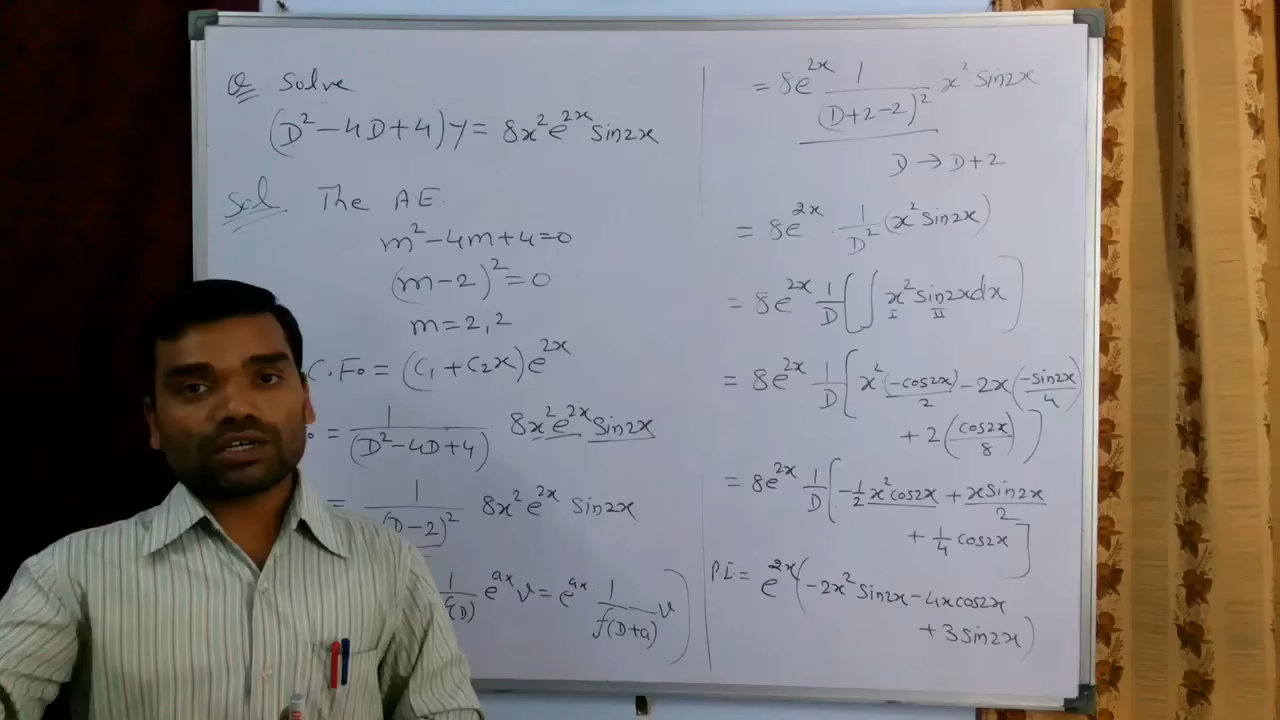 Q Solve
(D² - 4D + 4) y = 8x² e^{2x} sin2x
Sol The A E.
m² - 4m + 4 = 0
(m - 2)² = 0
m = 2, 2
C.F. = (C₁ + C₂x) e^{2x}
= 1/(D² - 4D + 4) 8x² e^{2x} sin2x
= 1/(D - 2)² 8x² e^{2x} sin2x
1/f(D) e^{ax} v = e^{ax} · 1/f(D+a) v )
= 8e^{2x} 1/(D+2-2)² x² sin2x
D → D+2
= 8e^{2x} · 1/D² (x² sin2x)
= 8e^{2x} 1/D [ ∫ x² sin2x dx ]
I II
= 8e^{2x} 1/D [ x² (-cos2x)/2 - 2x (-sin2x/4)
+ 2 (cos2x/8) ]
= 8e^{2x} 1/D [ -1/2 x² cos2x + x sin2x/2
+ 1/4 cos2x ]
PI = e^{2x} ( -2x² sin2x - 4x cos2x
+ 3 sin2x )